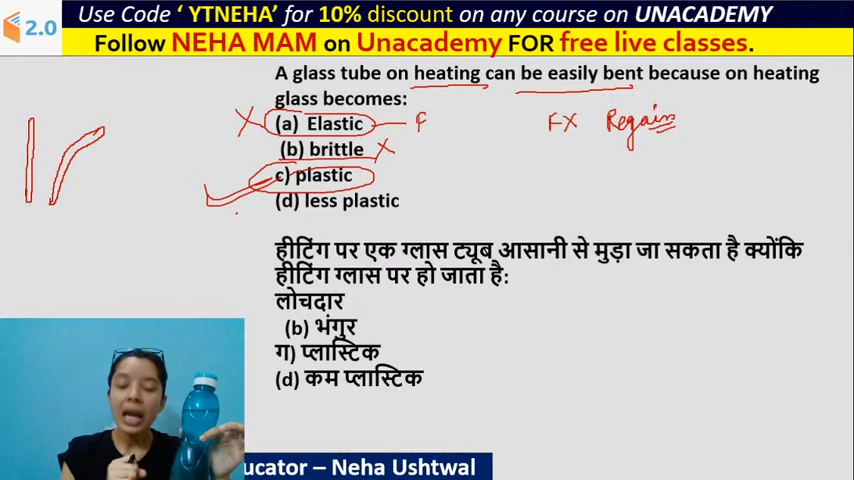 Use Code ‘ YTNEHA’ for 10% discount on any course on UNACADEMY
2.0
Follow NEHA MAM on Unacademy FOR free live classes.
A glass tube on heating can be easily bent because on heating
glass becomes:
(a) Elastic F FX Regain
(b) brittle
c) plastic
(d) less plastic
हीटिंग पर एक ग्लास ट्यूब आसानी से मुड़ा जा सकता है क्योंकि
हीटिंग ग्लास पर हो जाता है:
लोचदार
(b) भंगुर
ग) प्लास्टिक
(d) कम प्लास्टिक
ucator – Neha Ushtwal